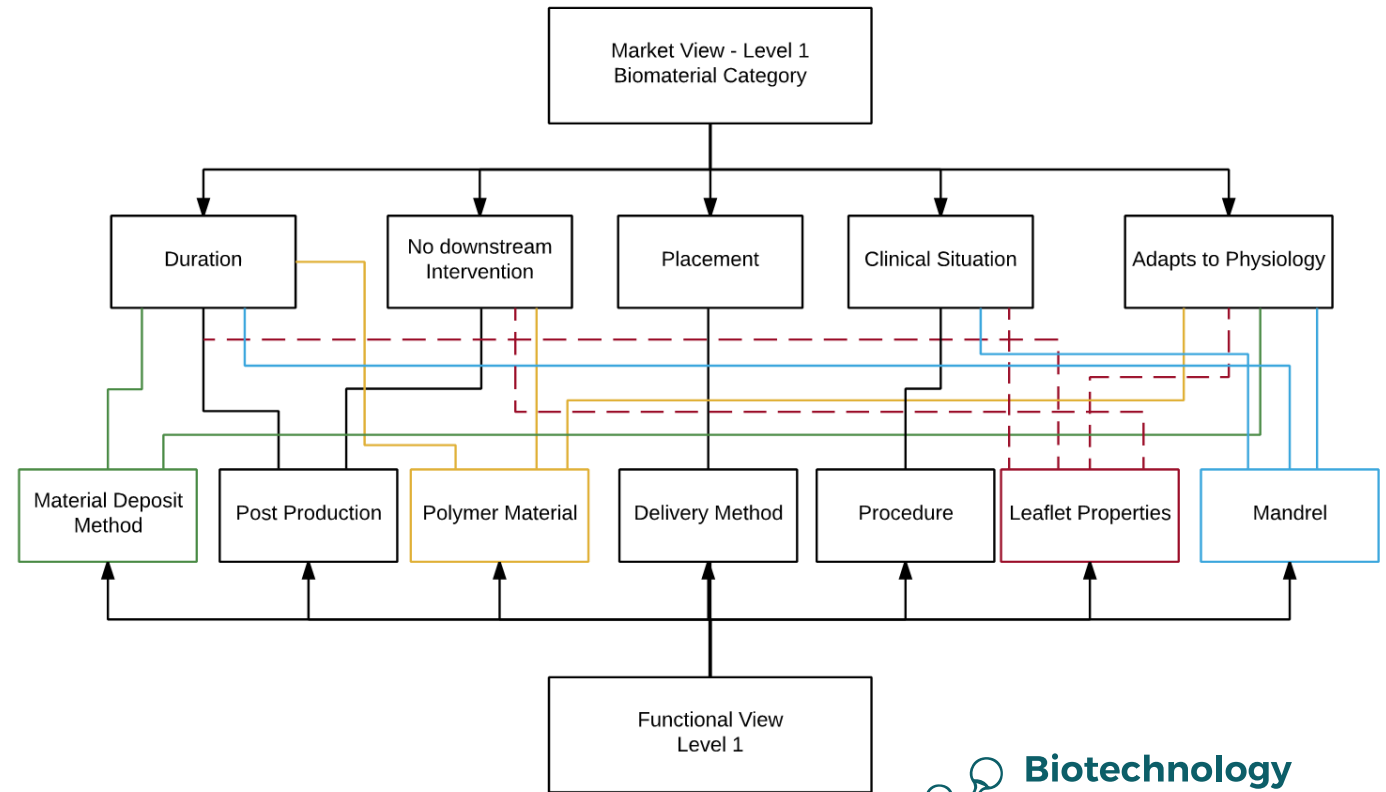 Market View - Level 1
Biomaterial Category
Duration
No downstream
Intervention
Placement
Clinical Situation
Adapts to Physiology
Material Deposit
Method
Post Production
Polymer Material
Delivery Method
Procedure
Leaflet Properties
Mandrel
Functional View
Level 1
Biotechnology